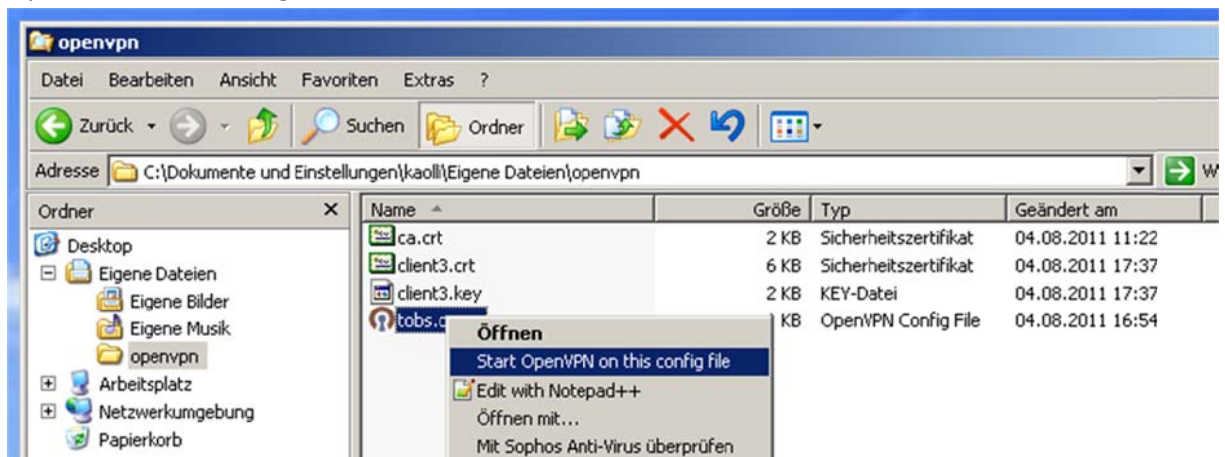 openvpn
Datei Bearbeiten Ansicht Favoriten Extras ?
Zurück Suchen Ordner
Adresse C:\Dokumente und Einstellungen\kaolli\Eigene Dateien\openvpn
Ordner X Name Größe Typ Geändert am
Desktop ca.crt 2 KB Sicherheitszertifikat 04.08.2011 11:22
Eigene Dateien client3.crt 6 KB Sicherheitszertifikat 04.08.2011 17:37
Eigene Bilder client3.key 2 KB KEY-Datei 04.08.2011 17:37
Eigene Musik tobs. KB OpenVPN Config File 04.08.2011 16:54
openvpn Öffnen
Start OpenVPN on this config file
Arbeitsplatz Edit with Notepad++
Netzwerkumgebung Öffnen mit...
Papierkorb Mit Sophos Anti-Virus überprüfen